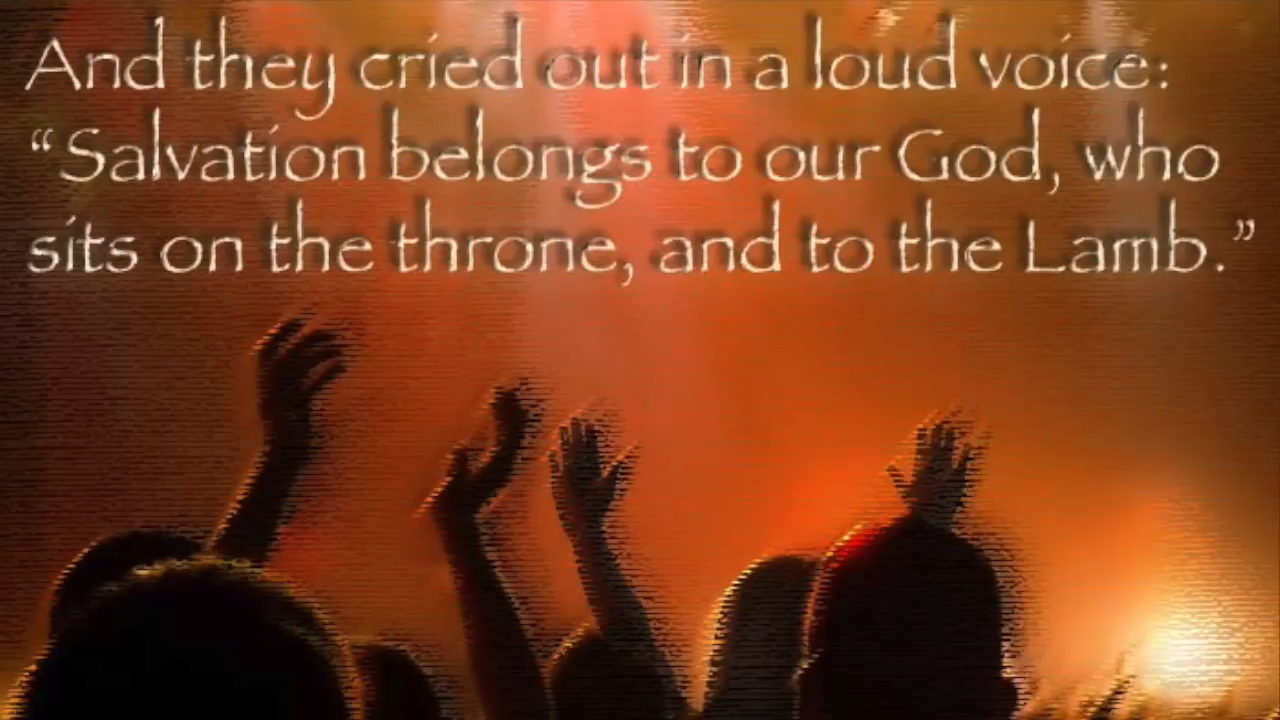 And they cried out in a loud voice:
“Salvation belongs to our God, who
sits on the throne, and to the Lamb.”